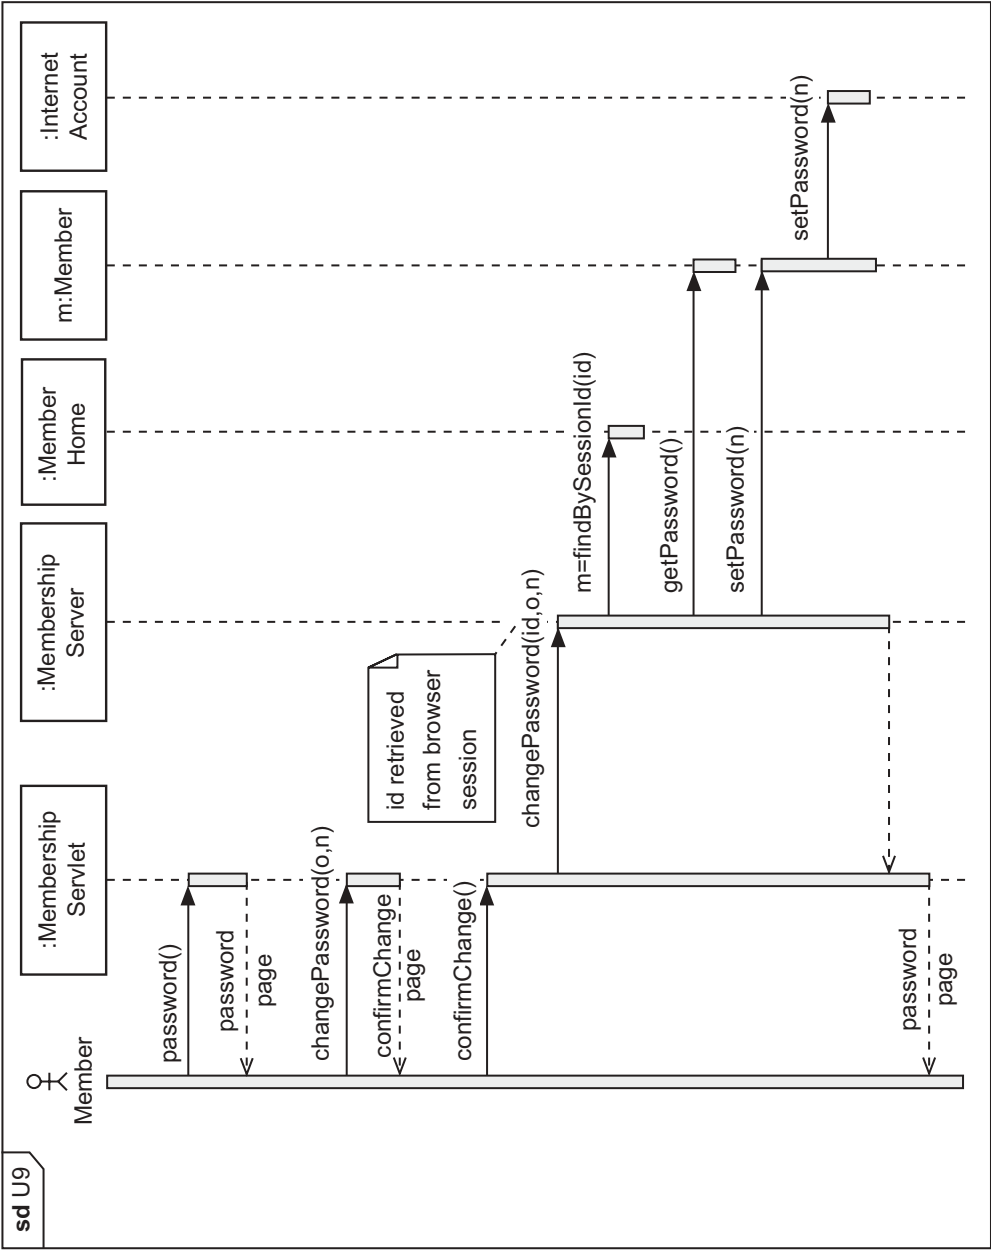 sd U9
Member
:Membership
Servlet
:Membership
Server
:Member
Home
m:Member
:Internet
Account
password()
password
page
changePassword(o,n)
confirmChange
page
confirmChange()
id retrieved
from browser
session
changePassword(id,o,n)
m=findBySessionId(id)
getPassword()
setPassword(n)
setPassword(n)
password
page